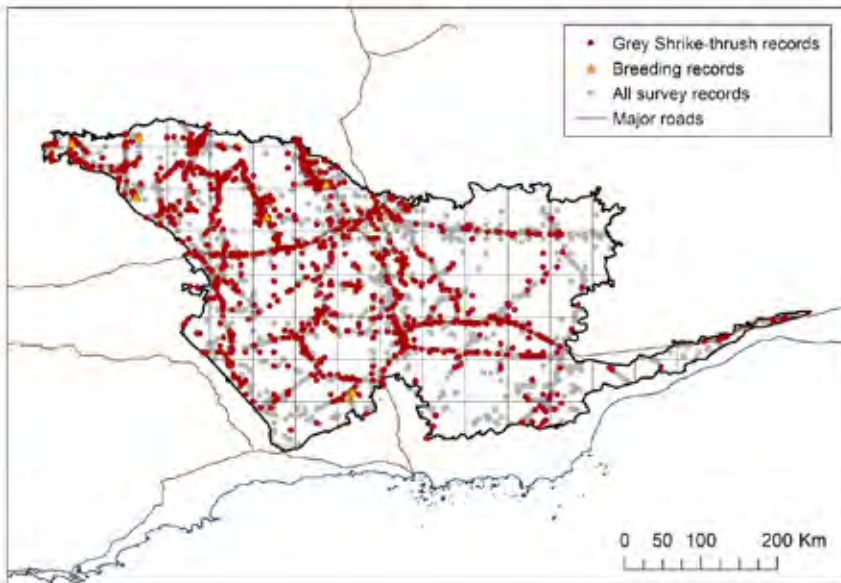 Grey Shrike-thrush records
Breeding records
All survey records
Major roads
0 50 100 200 Km